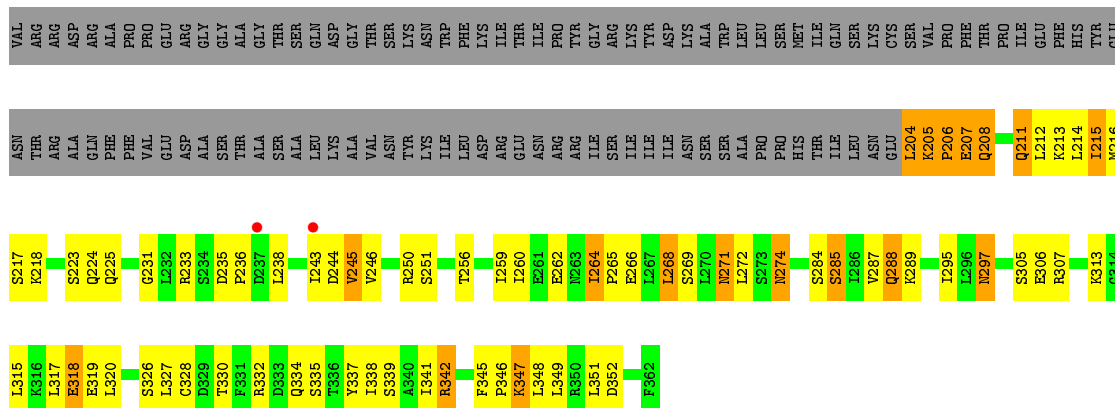 VAL ARG ARG ASP ARG ALA PRO PRO GLU ARG GLY GLY ALA GLY THR SER GLN ASP GLY THR SER LYS ASN TRP PHE LYS ILE THR ILE PRO TYR GLY ARG LYS TYR ASP LYS ALA TRP LEU LEU SER MET ILE GLN SER LYS CYS SER VAL PRO PHE THR PRO ILE GLU PHE HIS TYR GLU
ASN THR ARG ALA GLN PHE PHE VAL GLU ASP ALA SER THR ALA SER ALA LEU LYS ALA VAL ASN TYR LYS ILE LEU ASP ARG GLU ASN ARG ARG ILE SER ILE ILE ILE ASN SER SER ALA PRO PRO HIS THR ILE LEU ASN GLU L204 K205 P206 E207 Q208 Q211 L212 K213 L214 I215 M216
S217 K218 S223 Q224 Q225 G231 L232 R233 S234 D235 P236 D237 L238 I243 D244 V245 V246 R250 S251 T256 I259 I260 E261 E262 N263 I264 P265 E266 L267 L268 S269 L270 N271 L272 S273 N274 S284 S285 I286 V287 Q288 K289 I295 L296 N297 S305 E306 R307 K313 G314
L315 K316 L317 E318 E319 L320 S326 L327 C328 D329 T330 F331 R332 D333 Q334 S335 T336 Y337 I338 S339 A340 I341 R342 F345 P346 K347 L348 L349 R350 L351 D352 F362